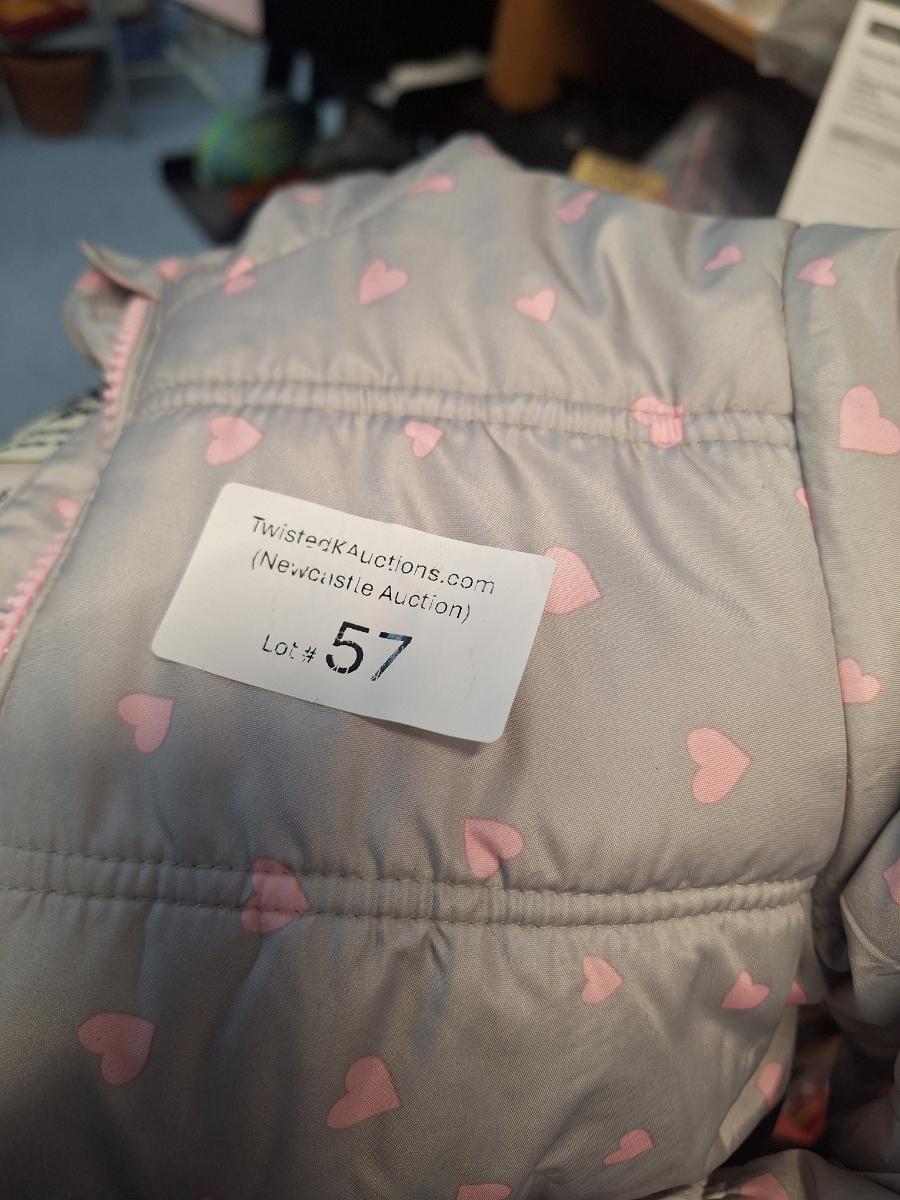 TwistedKAuctions.com
(Newcastle Auction)
Lot # 57